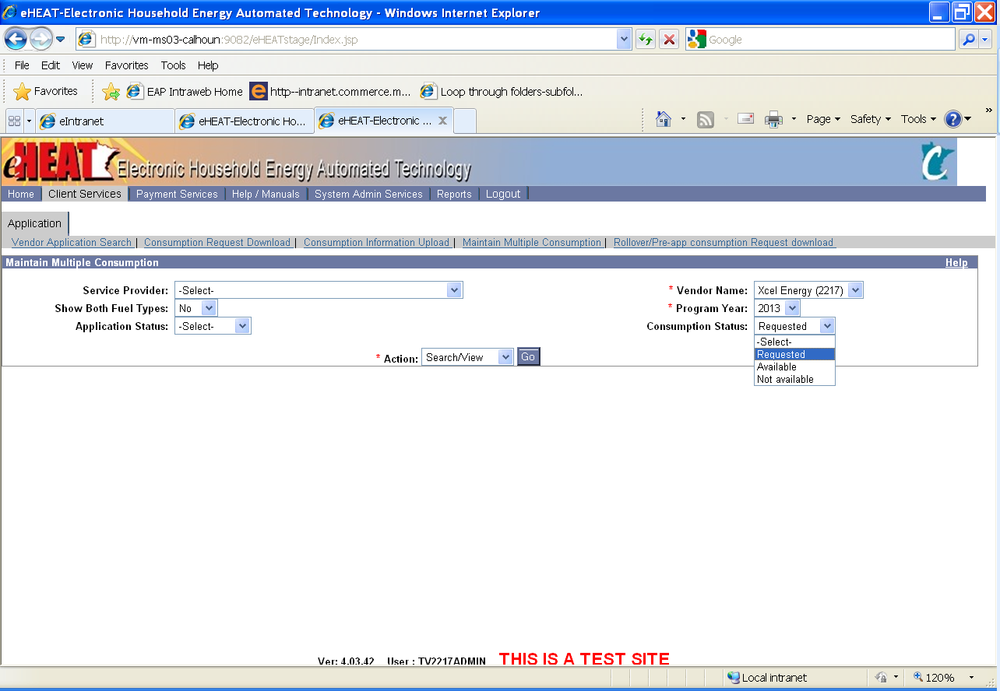 eHEAT-Electronic Household Energy Automated Technology - Windows Internet Explorer
http://vm-ms03-calhoun:9082/eHEATstage/Index.jsp Google
File Edit View Favorites Tools Help
Favorites EAP Intraweb Home http--intranet.commerce.m... Loop through folders-subfol...
eIntranet eHEAT-Electronic Ho... eHEAT-Electronic ... Page Safety Tools
eHEAT Electronic Household Energy Automated Technology
Home Client Services Payment Services Help / Manuals System Admin Services Reports Logout
Application
Vendor Application Search | Consumption Request Download | Consumption Information Upload | Maintain Multiple Consumption | Rollover/Pre-app consumption Request download
Maintain Multiple Consumption Help
Service Provider: -Select- * Vendor Name: Xcel Energy (2217)
Show Both Fuel Types: No * Program Year: 2013
Application Status: -Select- Consumption Status: Requested
-Select-
* Action: Search/View Go Requested
Available
Not available
Ver: 4.03.42 User : TV2217ADMIN THIS IS A TEST SITE
Local intranet 120%